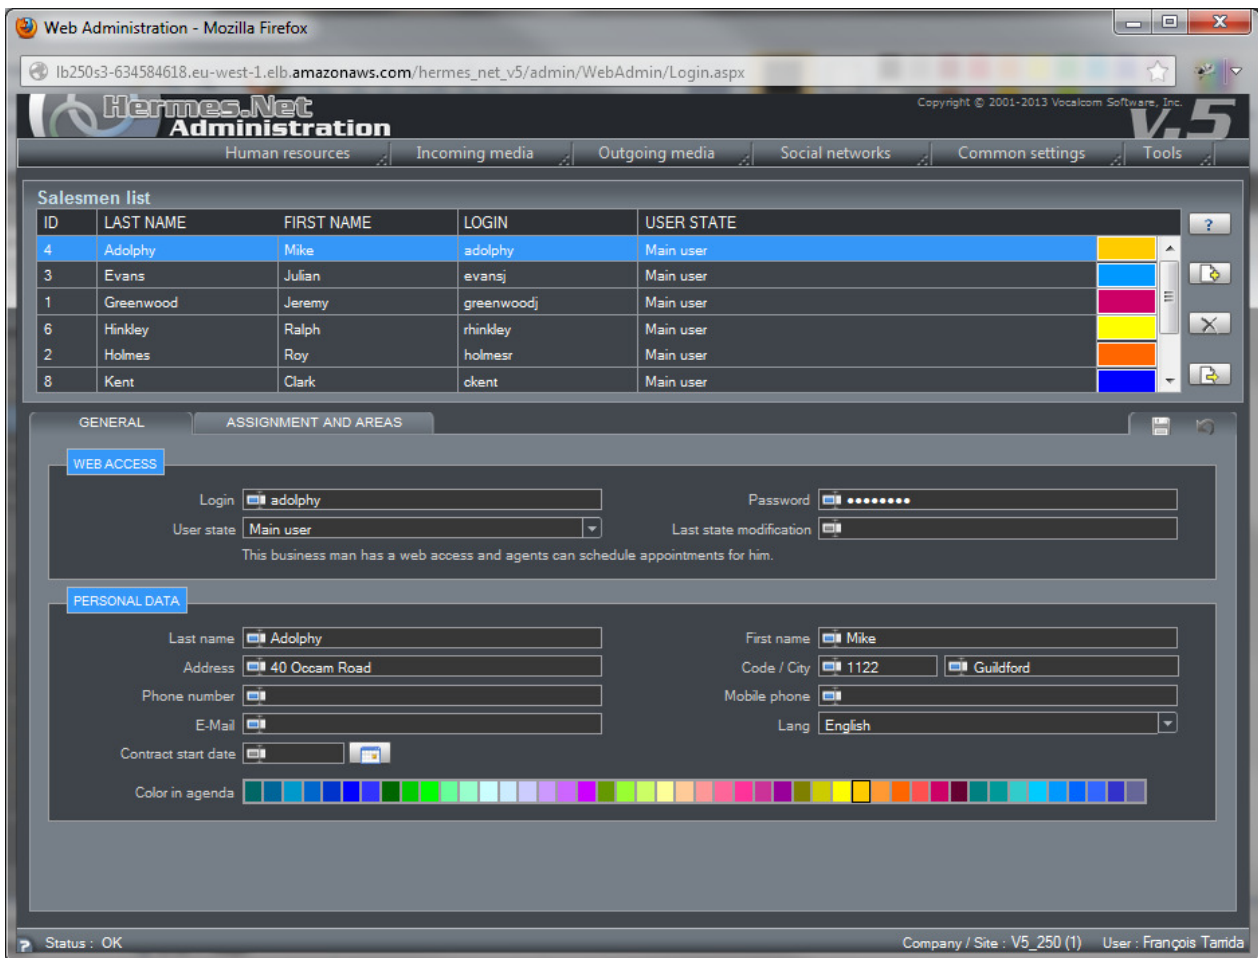 Web Administration - Mozilla Firefox
lb250s3-634584618.eu-west-1.elb.amazonaws.com/hermes_net_v5/admin/WebAdmin/Login.aspx
Hermes.Net
Administration
Copyright © 2001-2013 Vocalcom Software, Inc.
V.5
Human resources Incoming media Outgoing media Social networks Common settings Tools
Salesmen list
ID LAST NAME FIRST NAME LOGIN USER STATE
4 Adolphy Mike adolphy Main user
3 Evans Julian evansj Main user
1 Greenwood Jeremy greenwoodj Main user
6 Hinkley Ralph rhinkley Main user
2 Holmes Roy holmesr Main user
8 Kent Clark ckent Main user
GENERAL ASSIGNMENT AND AREAS
WEB ACCESS
Login adolphy Password ••••••••
User state Main user Last state modification
This business man has a web access and agents can schedule appointments for him.
PERSONAL DATA
Last name Adolphy First name Mike
Address 40 Occam Road Code / City 1122 Guildford
Phone number Mobile phone
E-Mail Lang English
Contract start date
Color in agenda
Status : OK Company / Site : V5_250 (1) User : François Tarrida